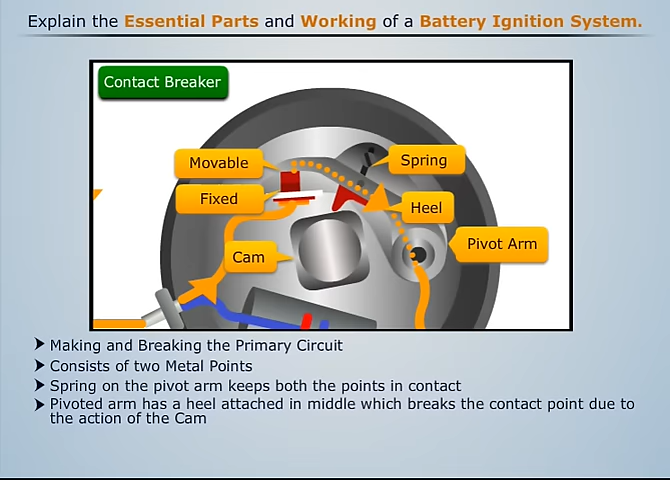 Explain the Essential Parts and Working of a Battery Ignition System.
Contact Breaker
Movable
Spring
Fixed
Heel
Cam
Pivot Arm
Making and Breaking the Primary Circuit
Consists of two Metal Points
Spring on the pivot arm keeps both the points in contact
Pivoted arm has a heel attached in middle which breaks the contact point due to
the action of the Cam